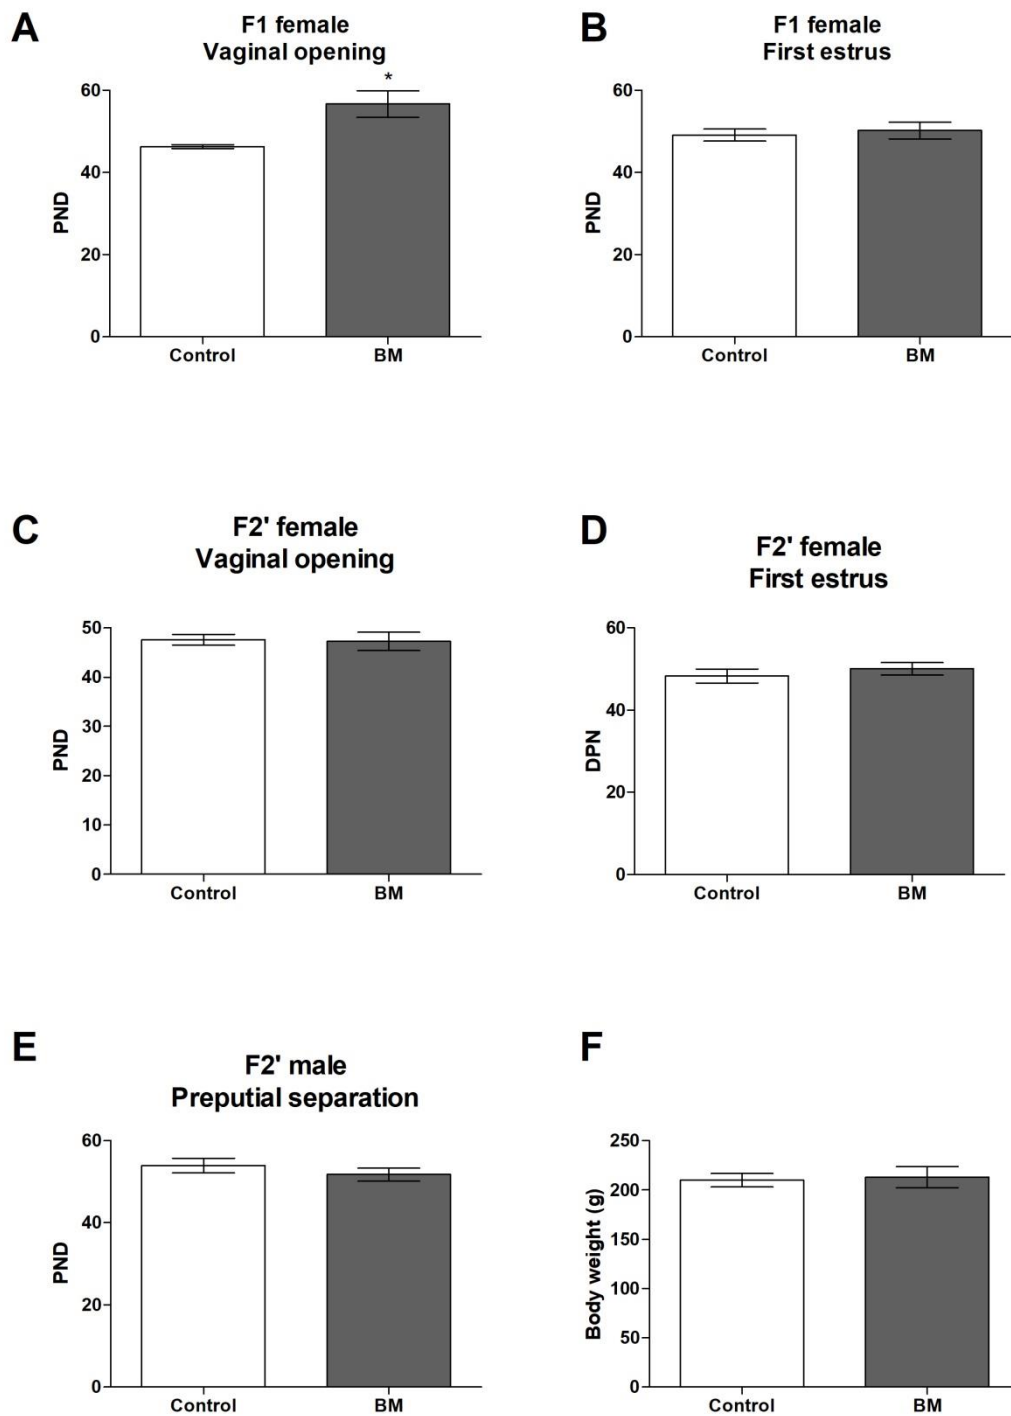 A
F1 female
Vaginal opening
*
60
40
20
0
PND
Control
BM
B
F1 female
First estrus
60
40
20
0
PND
Control
BM
C
F2' female
Vaginal opening
50
40
30
20
10
0
PND
Control
BM
D
F2' female
First estrus
60
40
20
0
DPN
Control
BM
E
F2' male
Preputial separation
60
40
20
0
PND
Control
BM
F
250
200
150
100
50
0
Body weight (g)
Control
BM